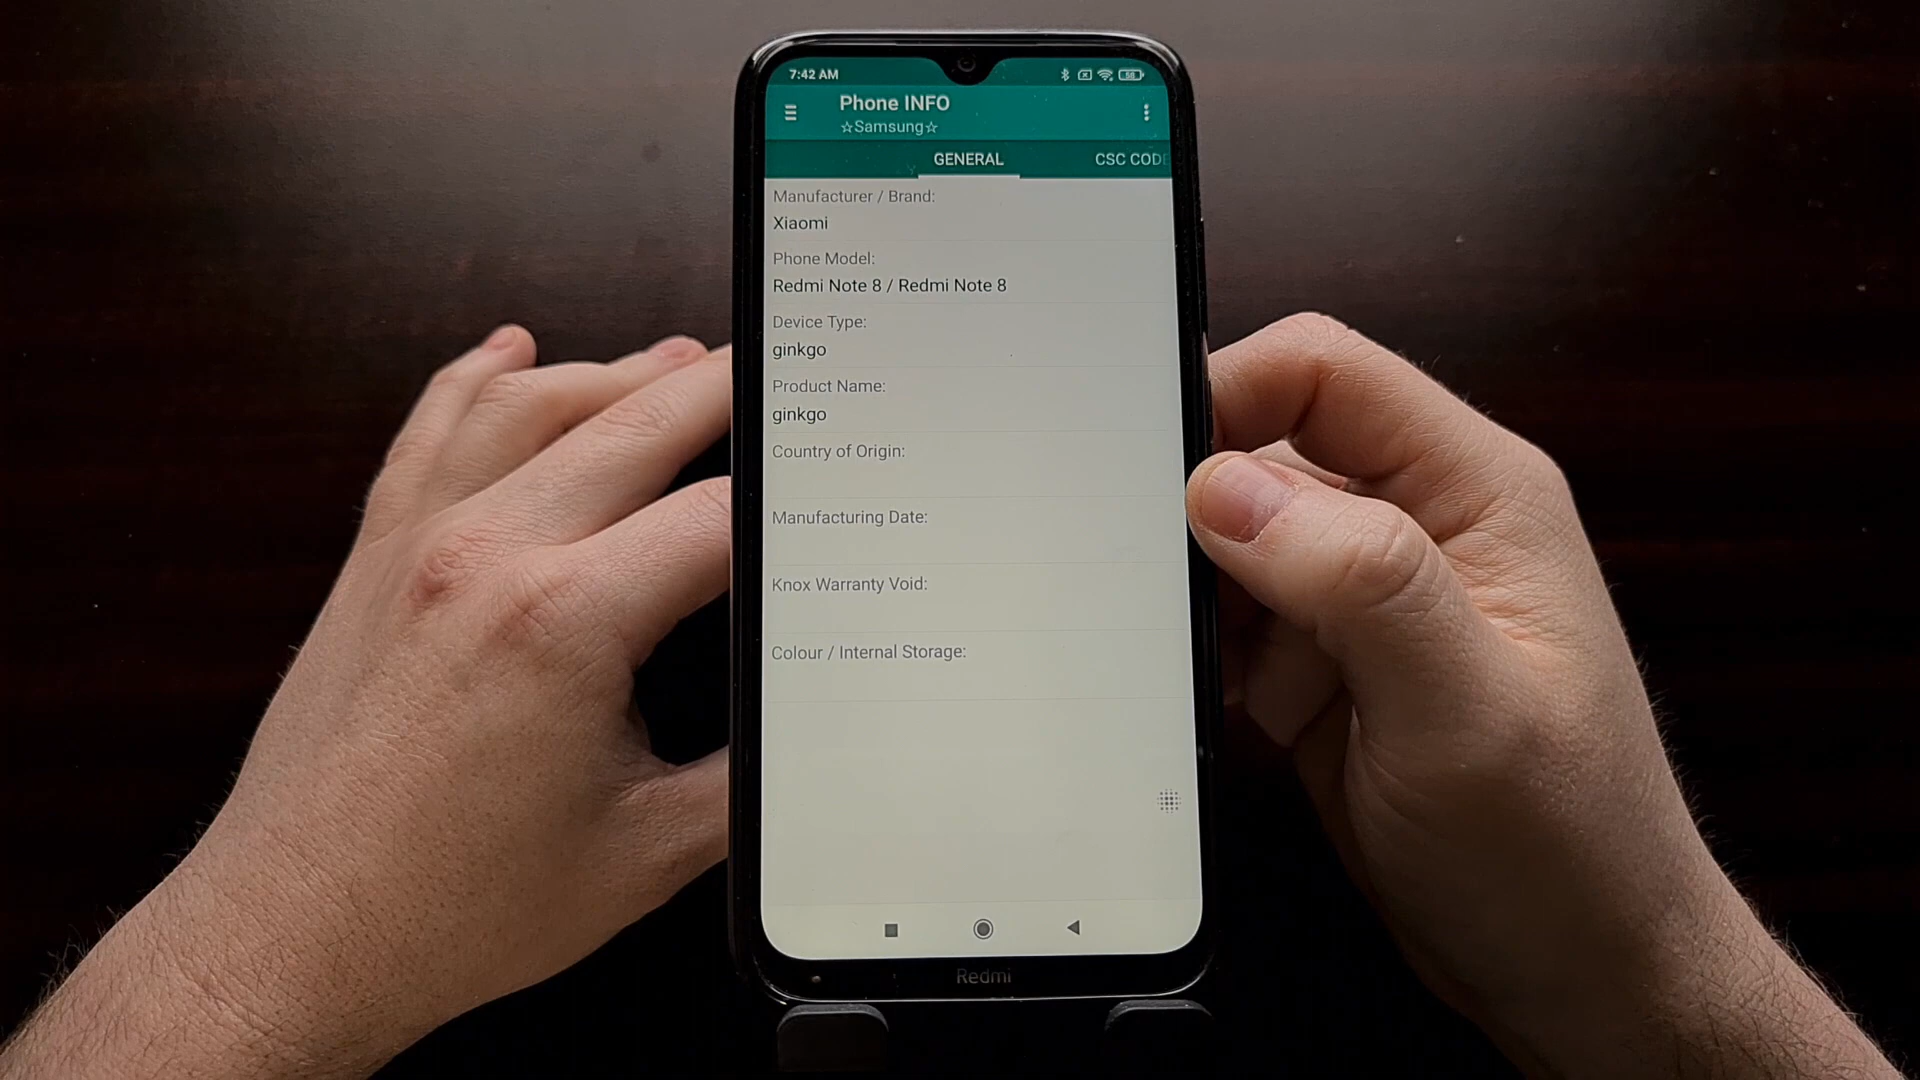 7:42 AM
58
Phone INFO
☆Samsung☆
GENERAL
CSC CODE
Manufacturer / Brand:
Xiaomi
Phone Model:
Redmi Note 8 / Redmi Note 8
Device Type:
ginkgo
Product Name:
ginkgo
Country of Origin:
Manufacturing Date:
Knox Warranty Void:
Colour / Internal Storage:
Redmi